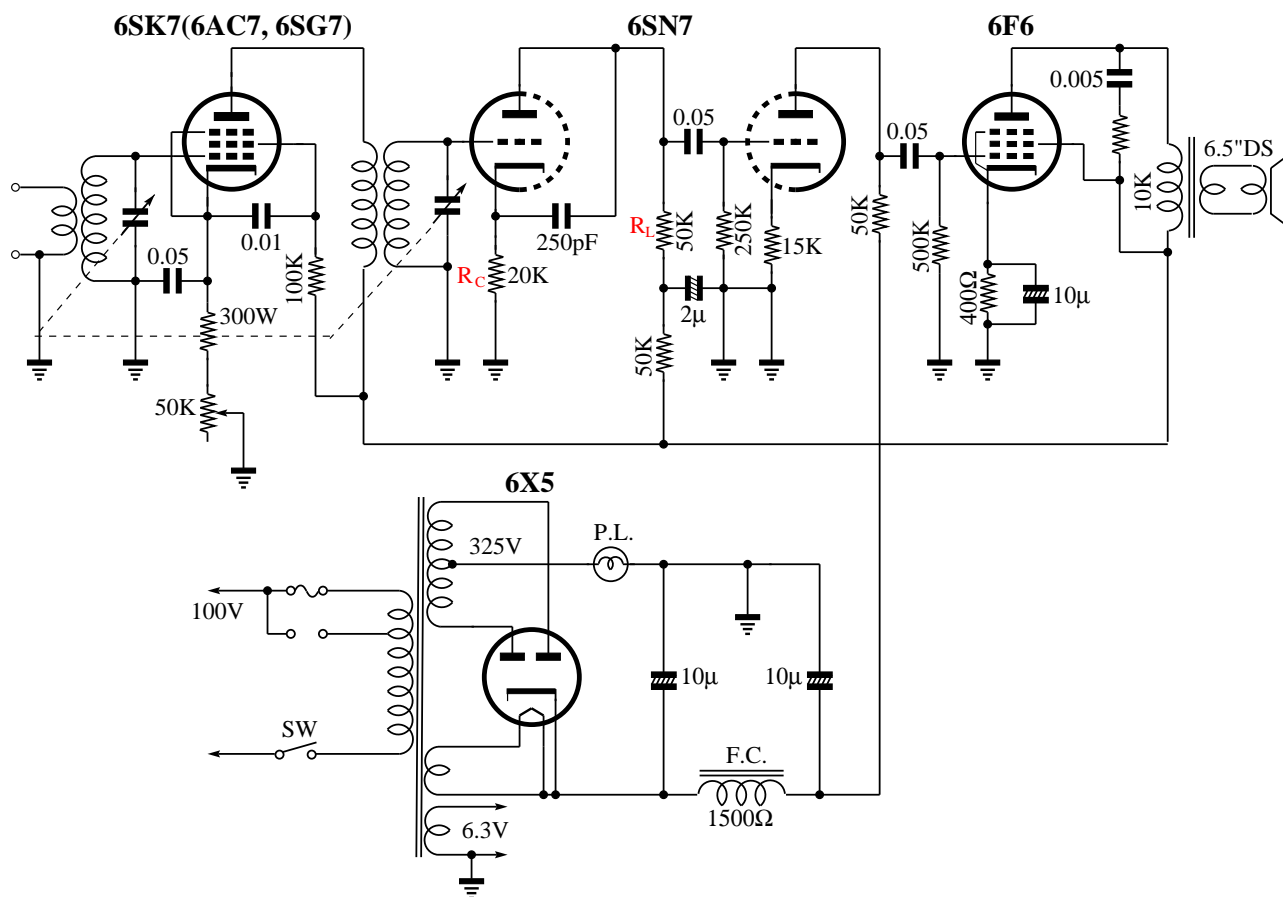 6SK7(6AC7, 6SG7)
6SN7
6F6
0.005
0.05
0.05
6.5"DS
10K
0.01
250pF
R_L
50K
250K
15K
50K
500K
0.05
100K
R_C
20K
400Ω
10μ
2μ
300W
50K
50K
6X5
P.L.
325V
100V
10μ
10μ
SW
F.C.
1500Ω
6.3V